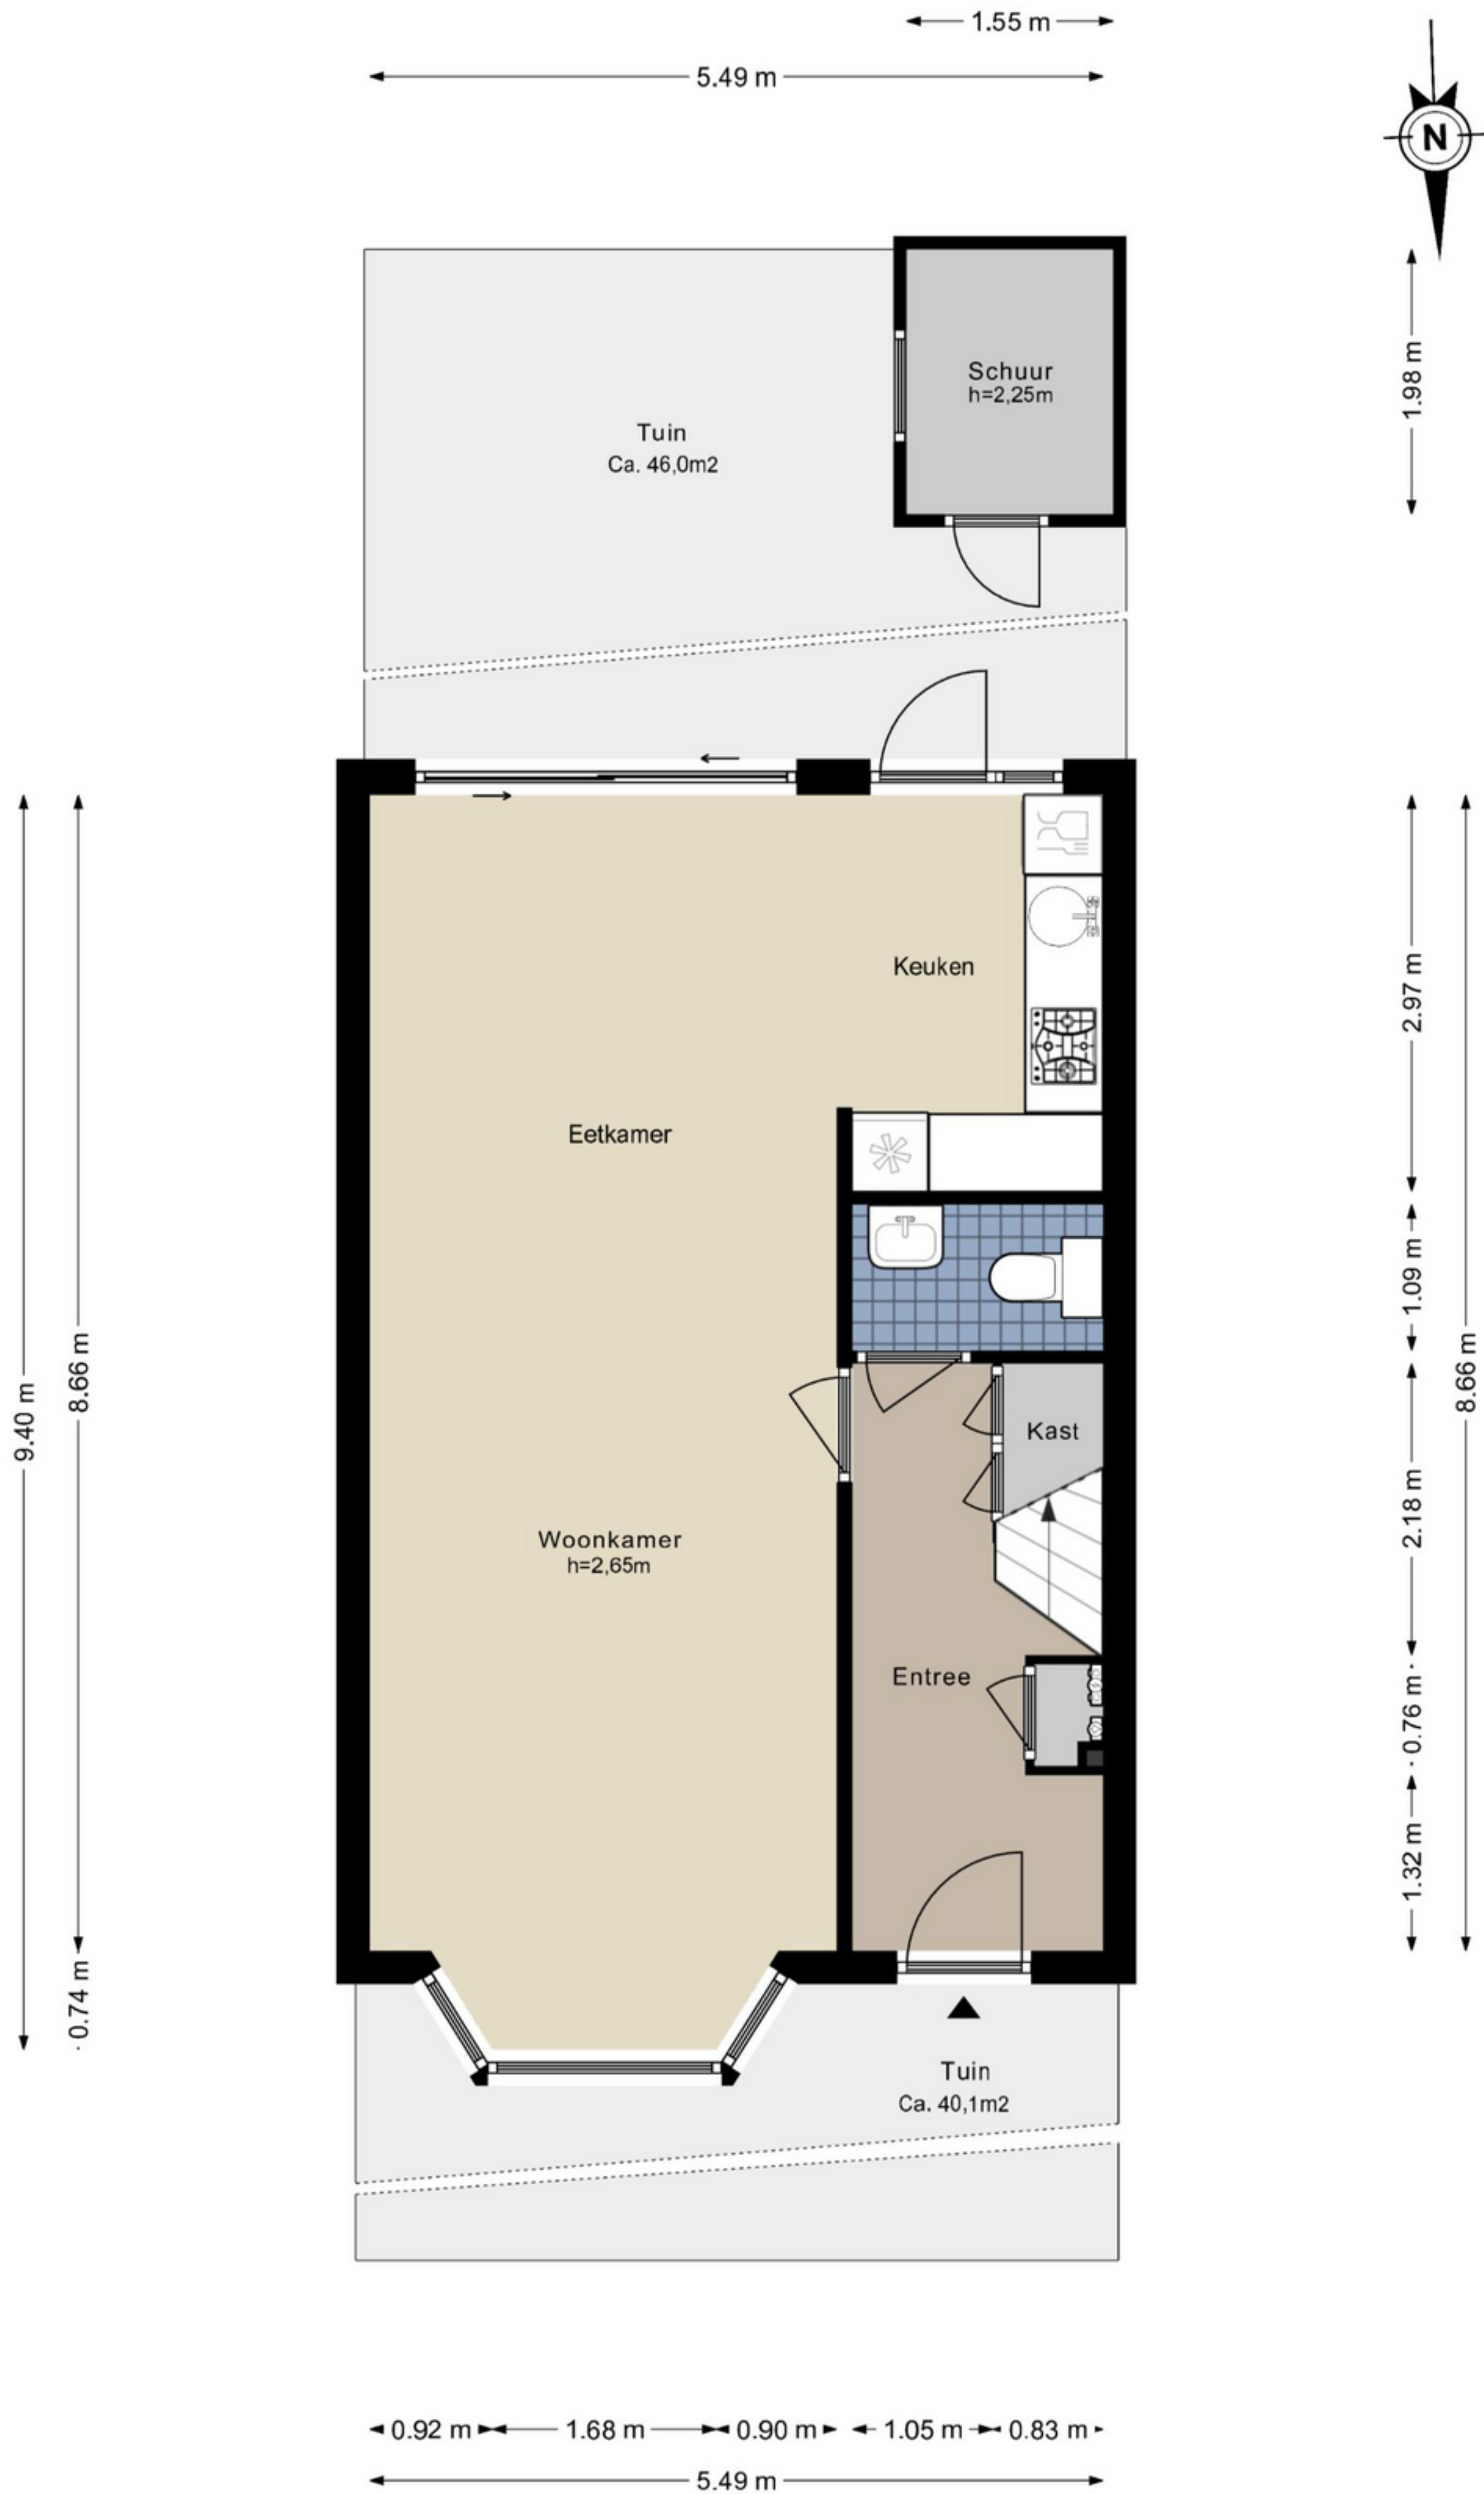 1.55 m
5.49 m
N
Schuur
h=2,25m
1.98 m
Tuin
Ca. 46,0m2
Keuken
2.97 m
Eetkamer
1.09 m
9.40 m
8.66 m
8.66 m
Kast
2.18 m
Woonkamer
h=2,65m
Entree
0.76 m
1.32 m
0.74 m
Tuin
Ca. 40,1m2
0.92 m 1.68 m 0.90 m 1.05 m 0.83 m
5.49 m